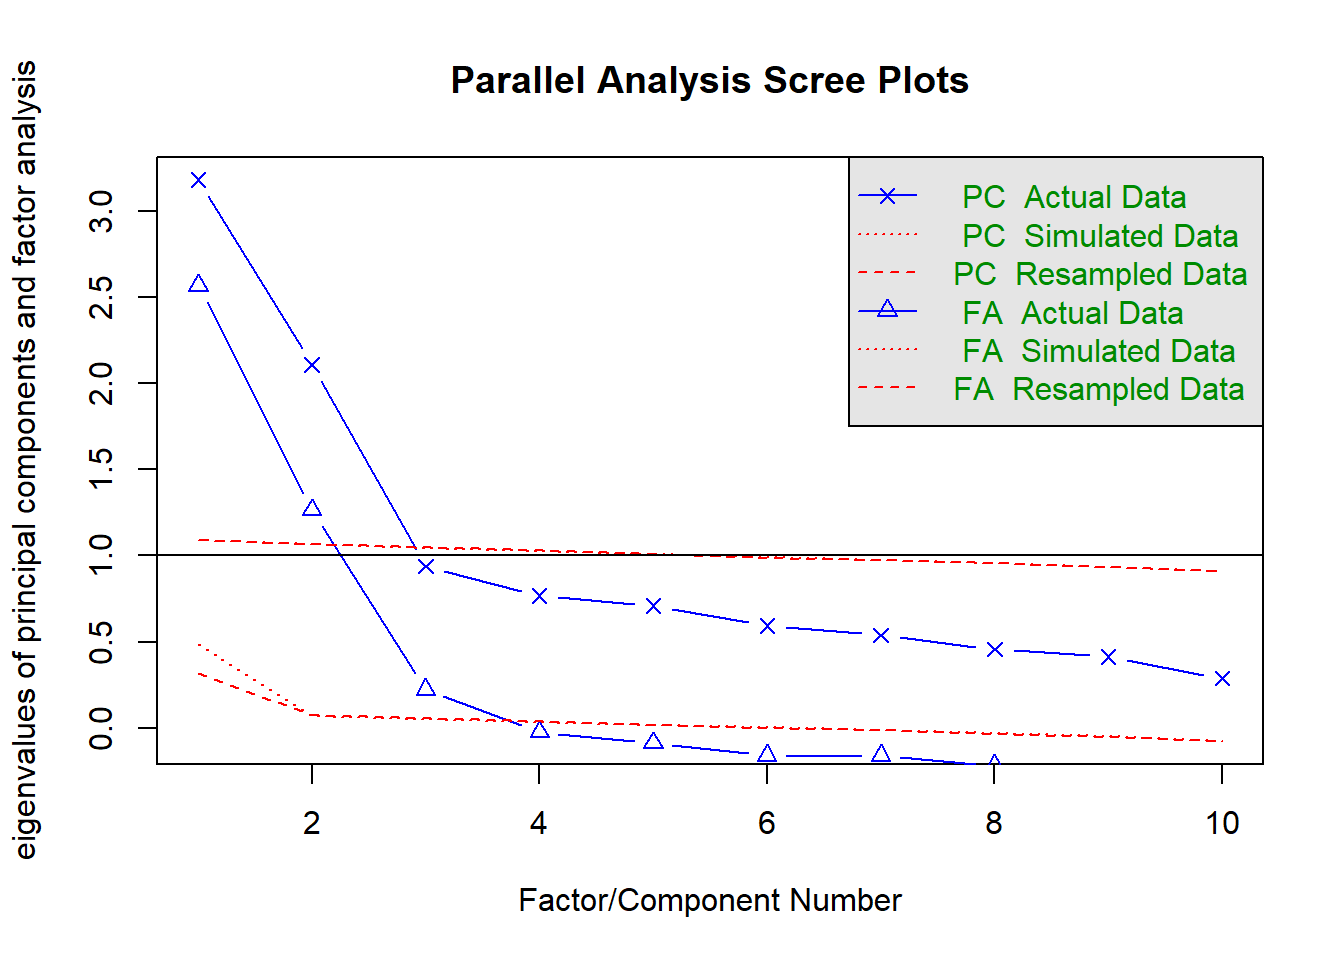 Parallel Analysis Scree Plots
eigenvalues of principal components and factor analysis
3.0
2.5
2.0
1.5
1.0
0.5
0.0
PC Actual Data
PC Simulated Data
PC Resampled Data
FA Actual Data
FA Simulated Data
FA Resampled Data
2 4 6 8 10
Factor/Component Number